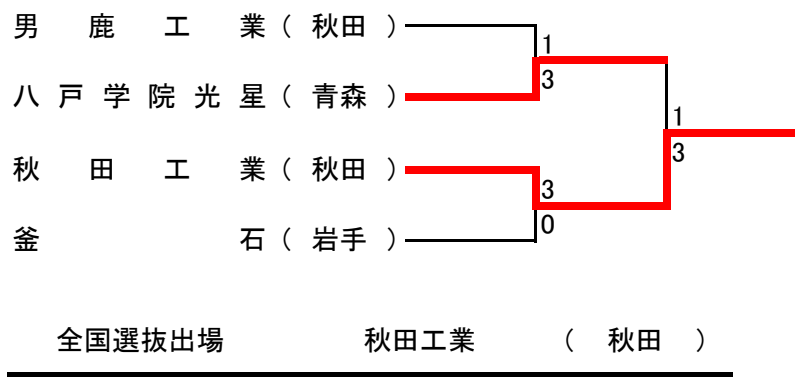 男鹿工業（秋田）
1
3
八戸学院光星（青森）
1
3
秋田工業（秋田）
3
0
釜石（岩手）
全国選抜出場 秋田工業 （ 秋田 ）